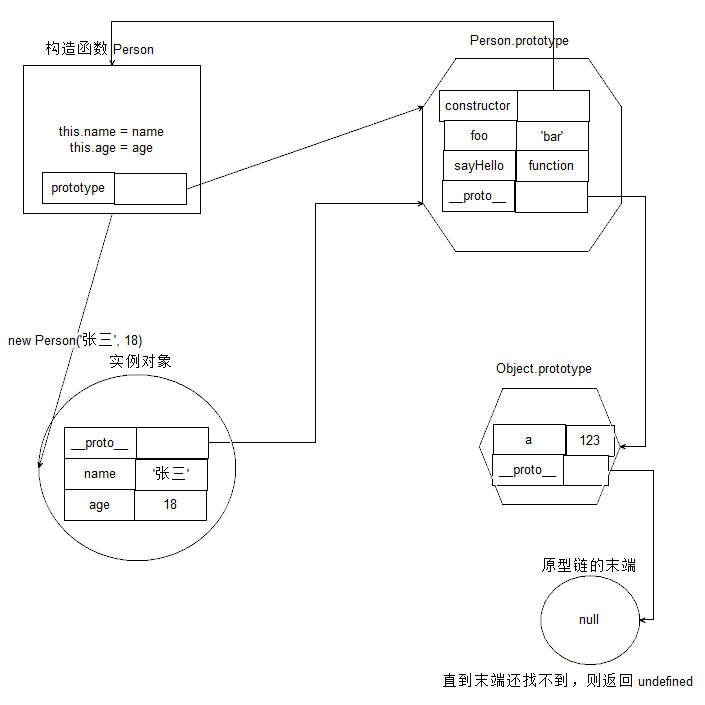 构造函数 Person
this.name = name
this.age = age
prototype
Person.prototype
constructor
foo 'bar'
sayHello function
__proto__
new Person('张三', 18)
实例对象
__proto__
name '张三'
age 18
Object.prototype
a 123
__proto__
原型链的末端
null
直到末端还找不到，则返回 undefined